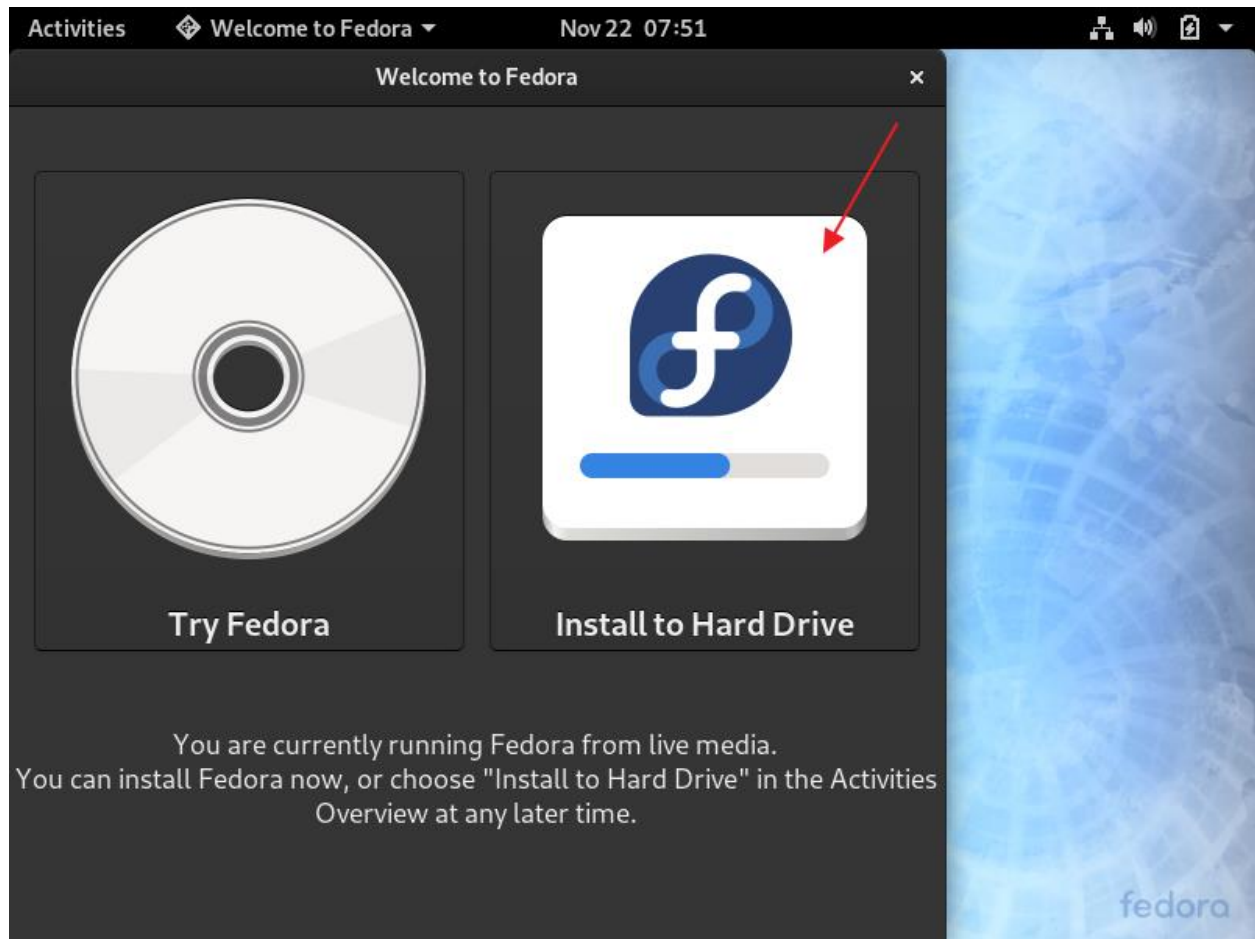 Activities Welcome to Fedora Nov 22 07:51
Welcome to Fedora
Try Fedora
Install to Hard Drive
You are currently running Fedora from live media.
You can install Fedora now, or choose "Install to Hard Drive" in the Activities
Overview at any later time.
fedora